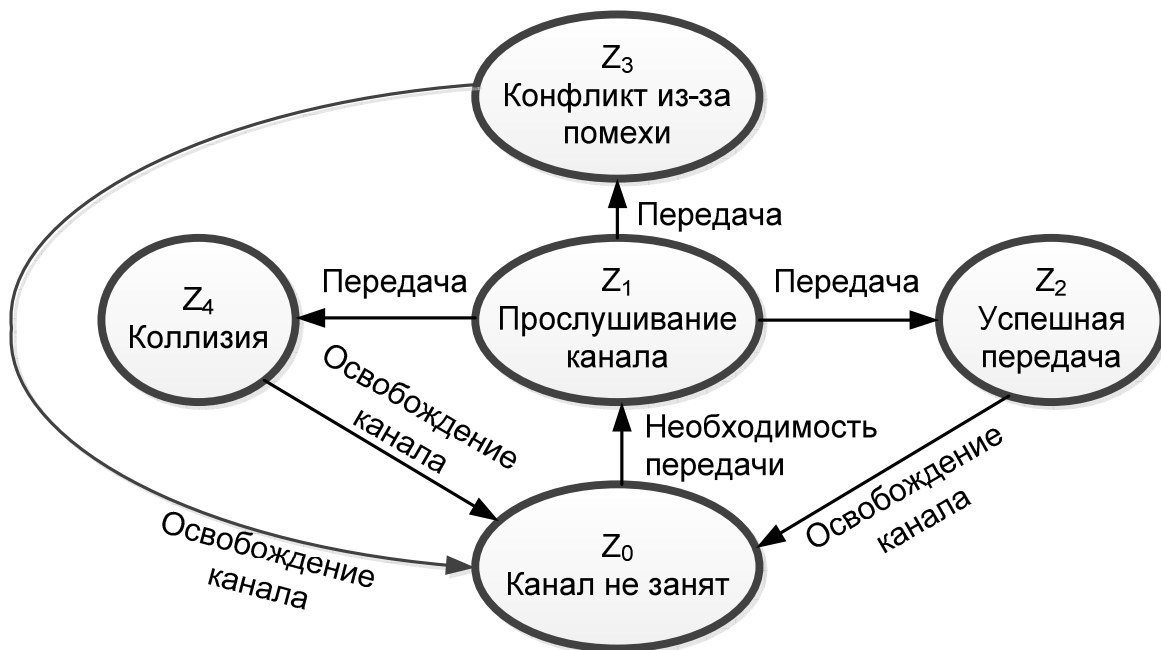 Z₃
Конфликт из-за
помехи
Передача
Передача
Z₁
Прослушивание
канала
Передача
Z₄
Коллизия
Z₂
Успешная
передача
Освобождение
канала
Необходимость
передачи
Освобождение
канала
Освобождение
канала
Z₀
Канал не занят